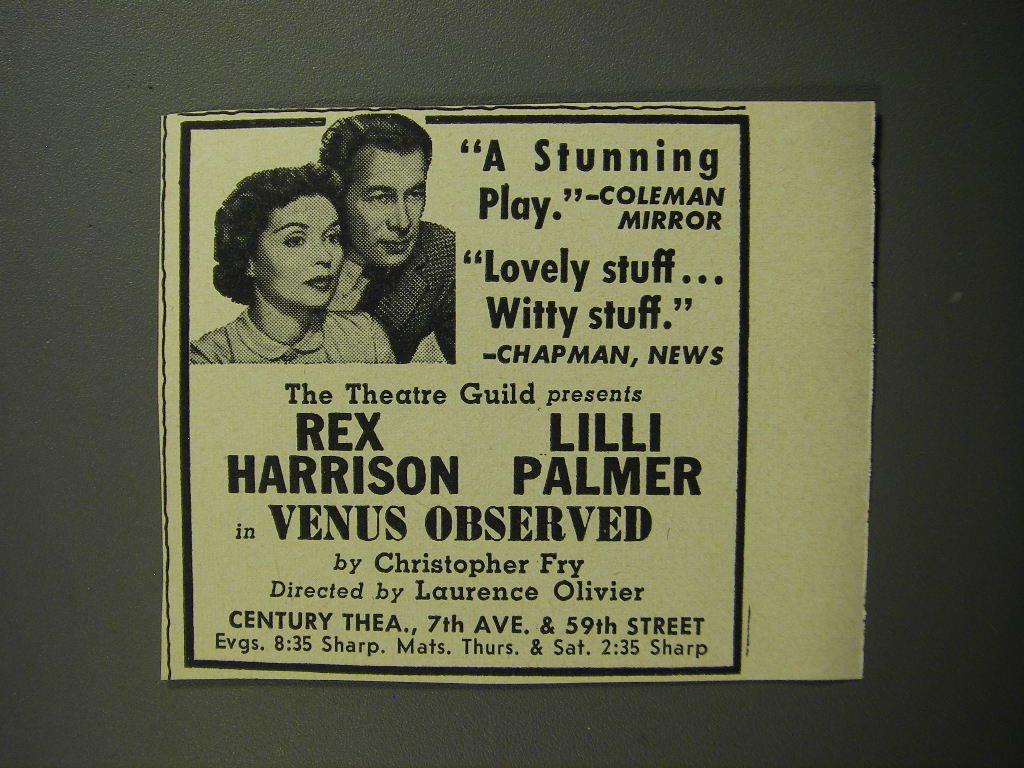 "A Stunning
Play."-COLEMAN
MIRROR
"Lovely stuff...
Witty stuff."
-CHAPMAN, NEWS
The Theatre Guild presents
REX LILLI
HARRISON PALMER
in VENUS OBSERVED
by Christopher Fry
Directed by Laurence Olivier
CENTURY THEA., 7th AVE. & 59th STREET
Evgs. 8:35 Sharp. Mats. Thurs. & Sat. 2:35 Sharp